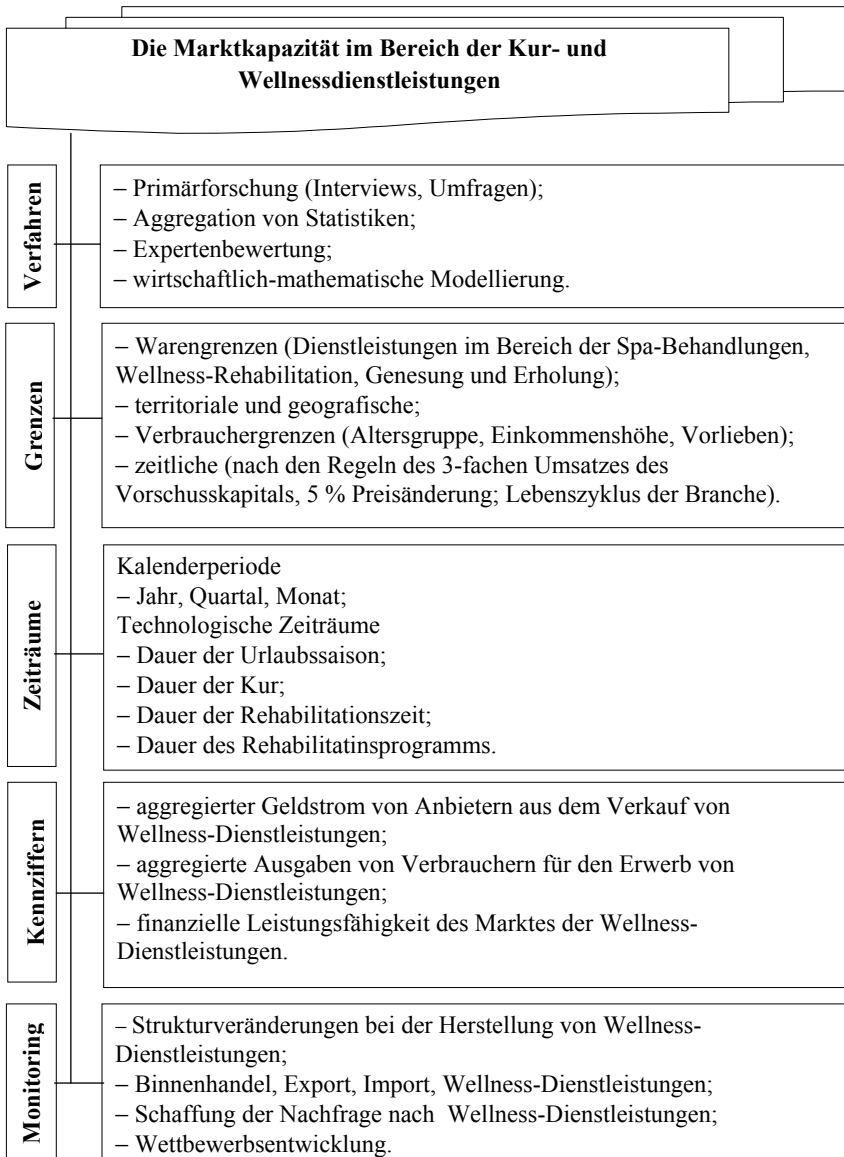 Die Marktkapazität im Bereich der Kur- und
Wellnessdienstleistungen
Verfahren
– Primärforschung (Interviews, Umfragen);
– Aggregation von Statistiken;
– Expertenbewertung;
– wirtschaftlich-mathematische Modellierung.
Grenzen
– Warengrenzen (Dienstleistungen im Bereich der Spa-Behandlungen,
Wellness-Rehabilitation, Genesung und Erholung);
– territoriale und geografische;
– Verbrauchergrenzen (Altersgruppe, Einkommenshöhe, Vorlieben);
– zeitliche (nach den Regeln des 3-fachen Umsatzes des
Vorschusskapitals, 5 % Preisänderung; Lebenszyklus der Branche).
Zeiträume
Kalenderperiode
– Jahr, Quartal, Monat;
Technologische Zeiträume
– Dauer der Urlaubssaison;
– Dauer der Kur;
– Dauer der Rehabilitationszeit;
– Dauer des Rehabilitatinsprogramms.
Kennziffern
– aggregierter Geldstrom von Anbietern aus dem Verkauf von
Wellness-Dienstleistungen;
– aggregierte Ausgaben von Verbrauchern für den Erwerb von
Wellness-Dienstleistungen;
– finanzielle Leistungsfähigkeit des Marktes der Wellness-
Dienstleistungen.
Monitoring
– Strukturveränderungen bei der Herstellung von Wellness-
Dienstleistungen;
– Binnenhandel, Export, Import, Wellness-Dienstleistungen;
– Schaffung der Nachfrage nach Wellness-Dienstleistungen;
– Wettbewerbsentwicklung.